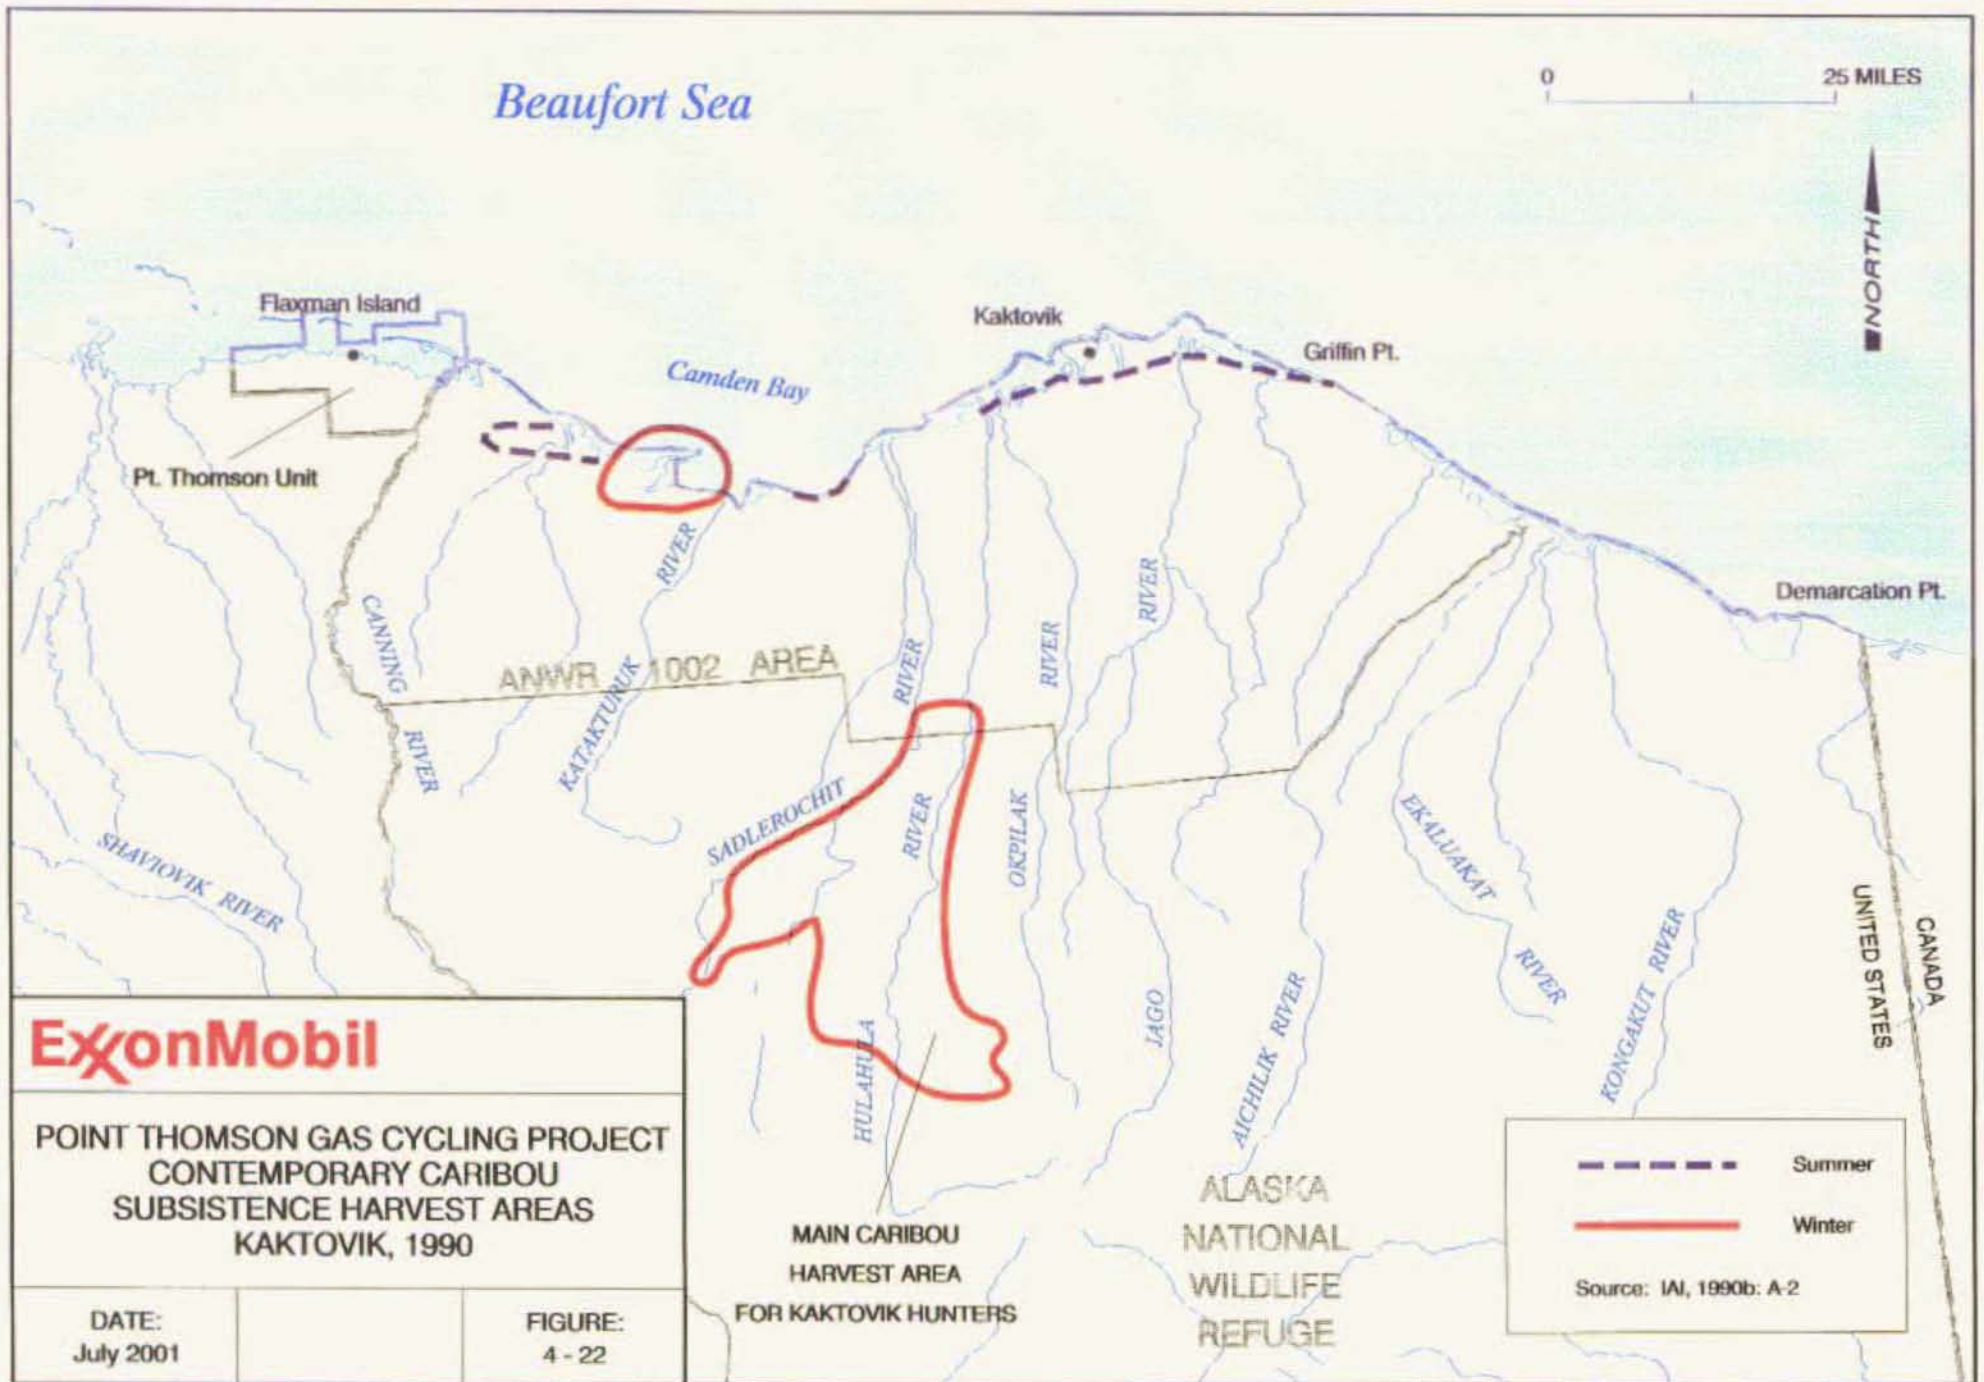 Beaufort Sea
0
25 MILES
NORTH
Flaxman Island
Kaktovik
Griffin Pt.
Camden Bay
Pt. Thomson Unit
Demarcation Pt.
CANNING
RIVER
KATAKTURUK
RIVER
ANWR 1002 AREA
SADLEROCHIT
RIVER
HULAHULA
RIVER
OKPILAK
RIVER
JAGO
RIVER
AICHILIK RIVER
EKALUAKAT
RIVER
KONGAKUT RIVER
SHAVIOVIK RIVER
UNITED STATES
CANADA
MAIN CARIBOU
HARVEST AREA
FOR KAKTOVIK HUNTERS
ALASKA
NATIONAL
WILDLIFE
REFUGE
Summer
Winter
Source: IAI, 1990b: A-2
ExxonMobil
POINT THOMSON GAS CYCLING PROJECT
CONTEMPORARY CARIBOU
SUBSISTENCE HARVEST AREAS
KAKTOVIK, 1990
DATE:
July 2001
FIGURE:
4 - 22